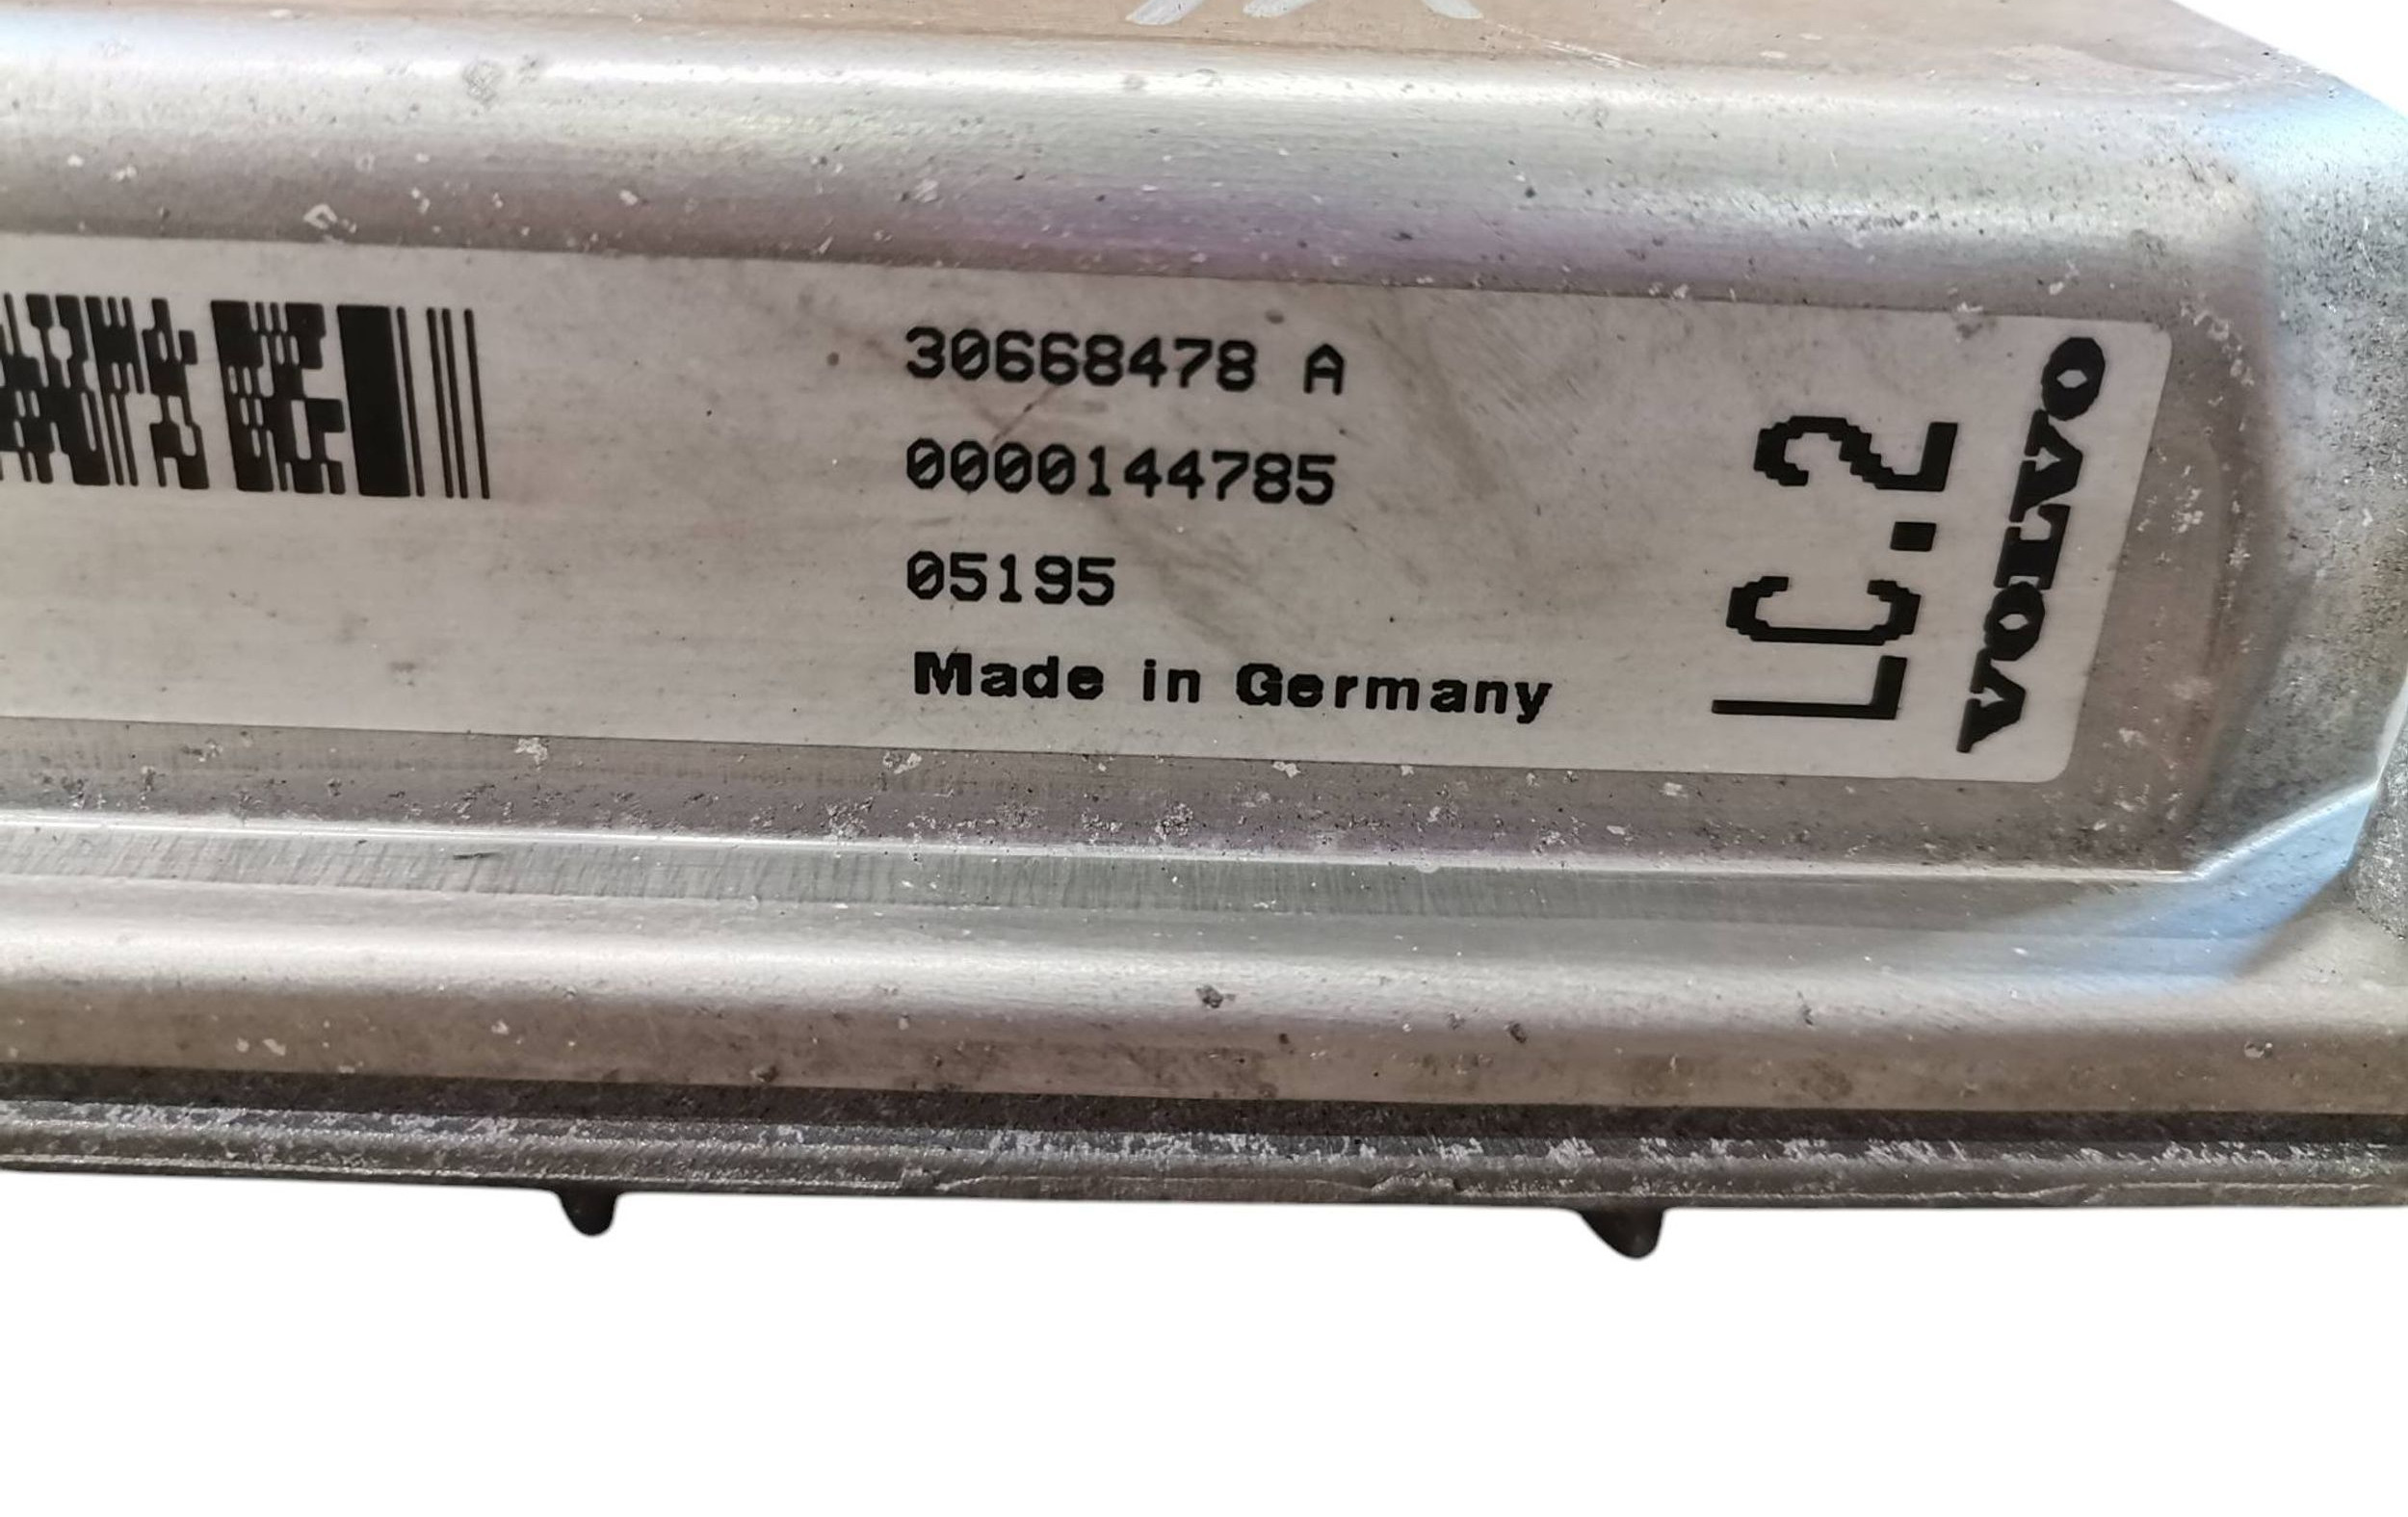 30668478 A
0000144785
05195
Made in Germany
LC.2
VOLVO